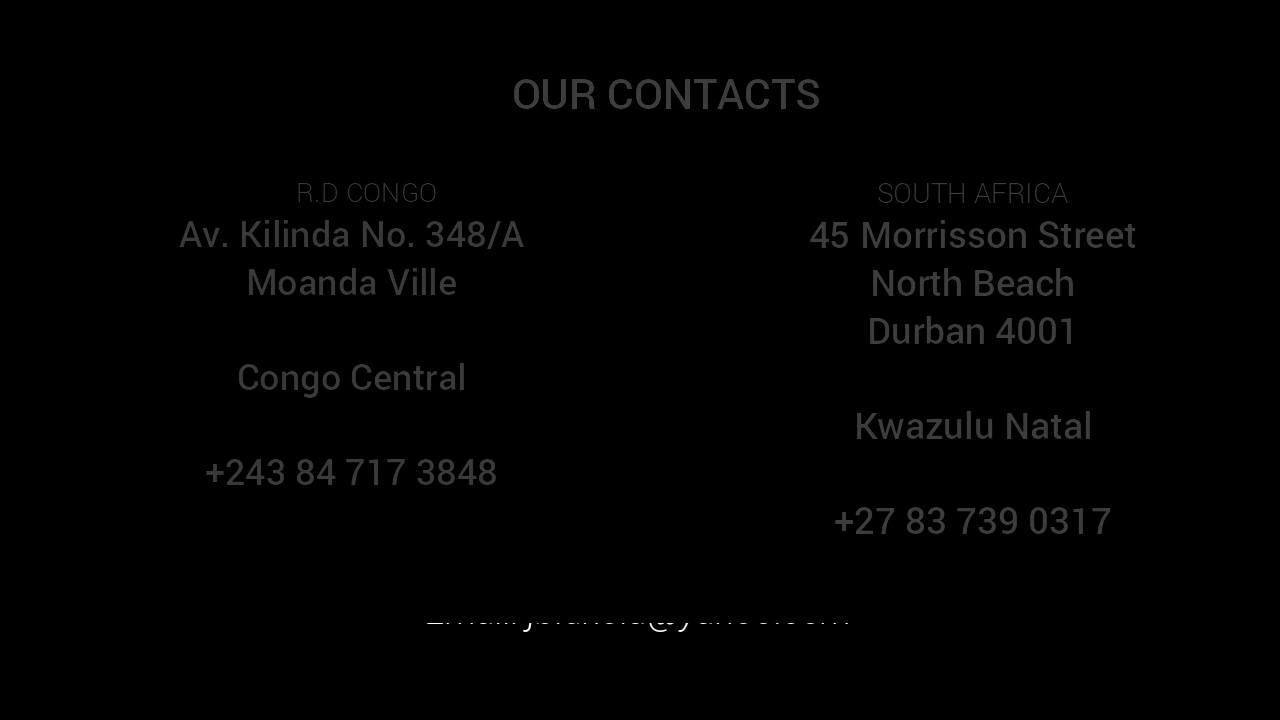 OUR CONTACTS
R.D CONGO
Av. Kilinda No. 348/A
Moanda Ville
Congo Central
+243 84 717 3848
SOUTH AFRICA
45 Morrisson Street
North Beach
Durban 4001
Kwazulu Natal
+27 83 739 0317